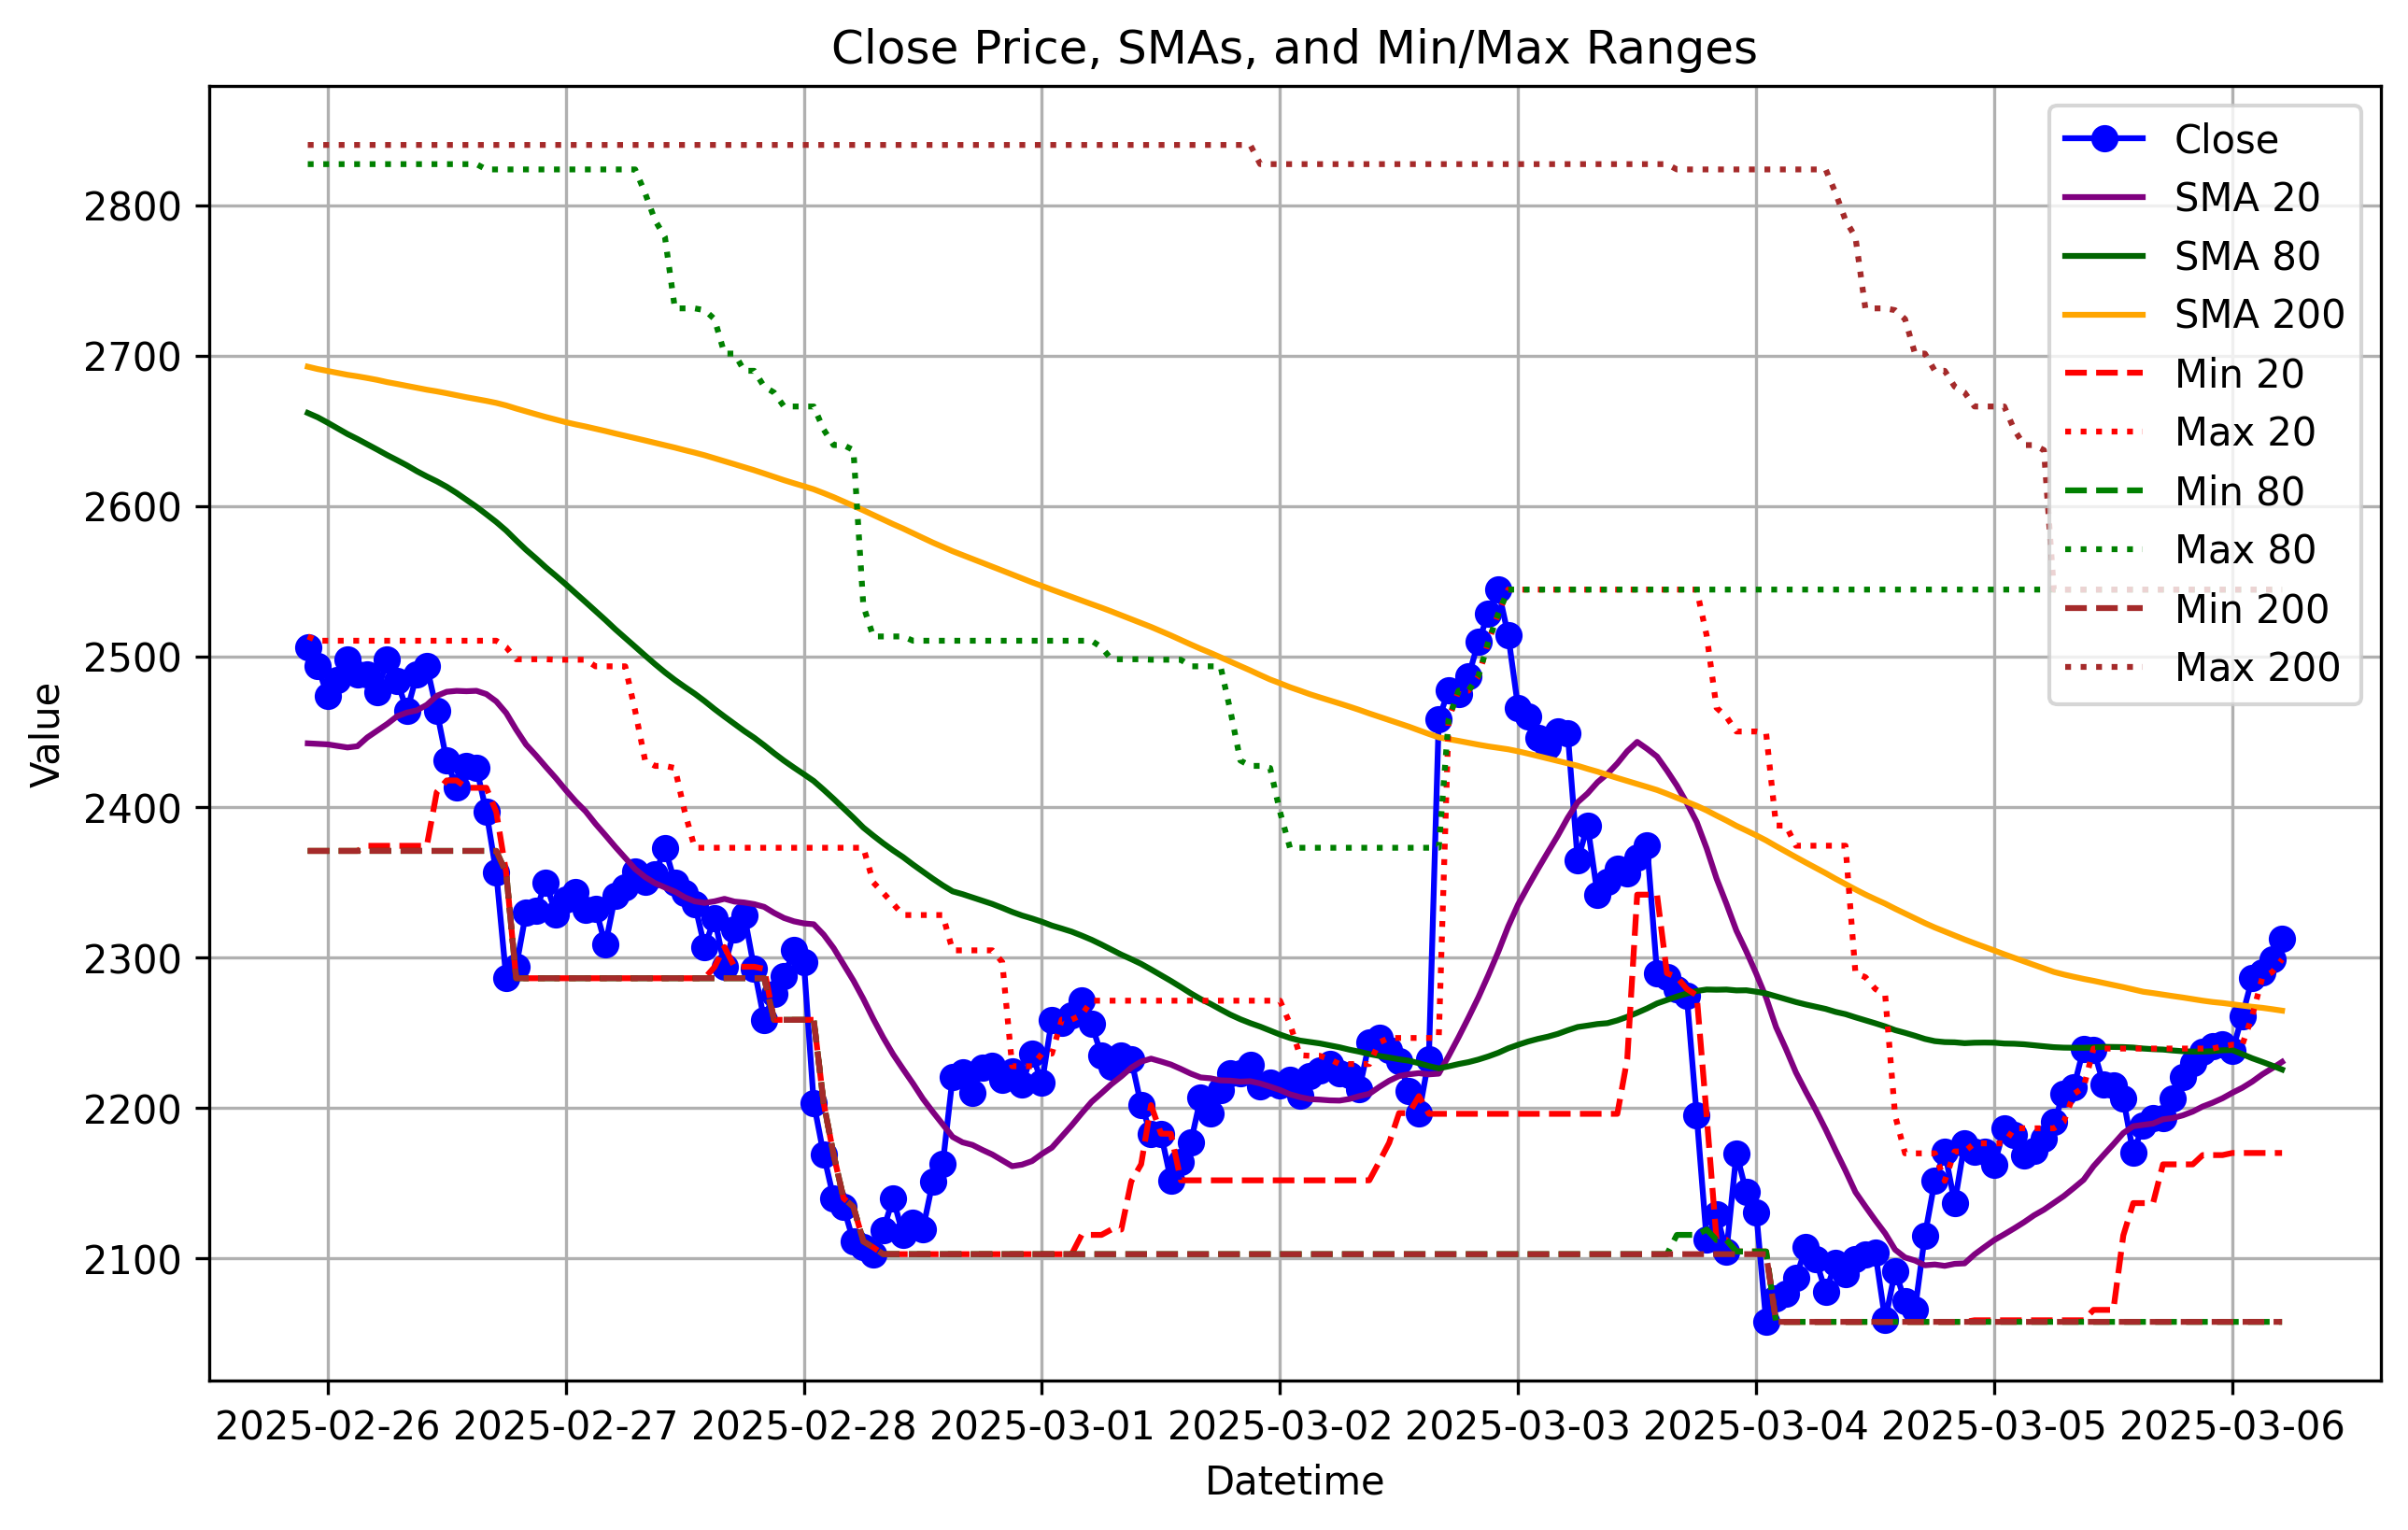 Close Price, SMAs, and Min/Max Ranges
Value
2800
2700
2600
2500
2400
2300
2200
2100
Close
SMA 20
SMA 80
SMA 200
Min 20
Max 20
Min 80
Max 80
Min 200
Max 200
2025-02-26 2025-02-27 2025-02-28 2025-03-01 2025-03-02 2025-03-03 2025-03-04 2025-03-05 2025-03-06
Datetime